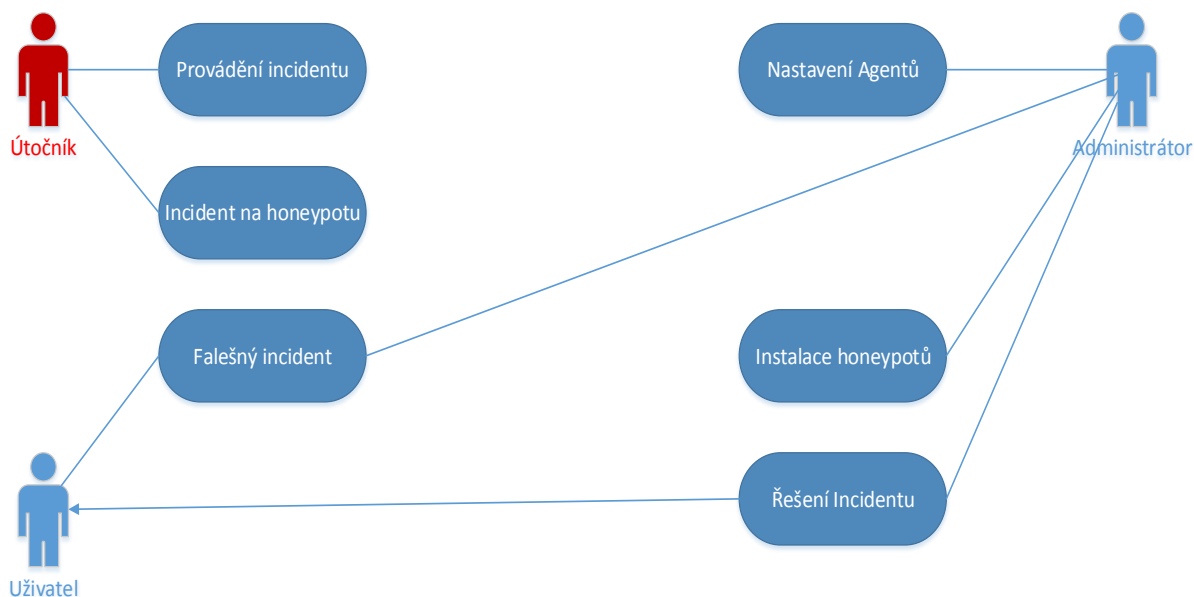 Provádění incidentu
Nastavení Agentů
Útočník
Administrátor
Incident na honeypotu
Falešný incident
Instalace honeypotů
Řešení Incidentu
Uživatel